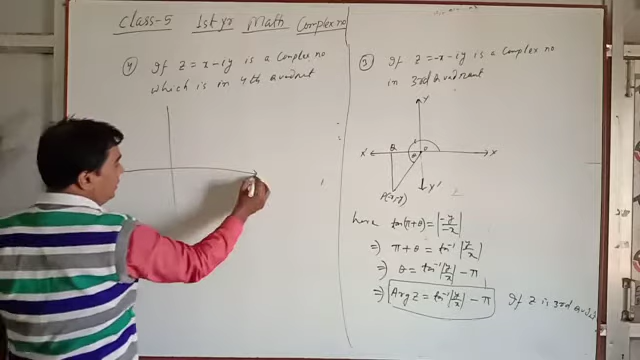 Class-5 1st yr Math Complex no
(4) If z = x - iy is a Complex no
which is in 4th quadrant
(3) If z = -x - iy is a Complex no
in 3rd quadrant
Y
X' Q O X
P(x,y) Y'
here tan(π+θ) = |-y/-x|
⇒ π+θ = tan⁻¹|y/x|
⇒ θ = tan⁻¹|y/x| - π
⇒ Arg z = tan⁻¹|y/x| - π If z is 3rd